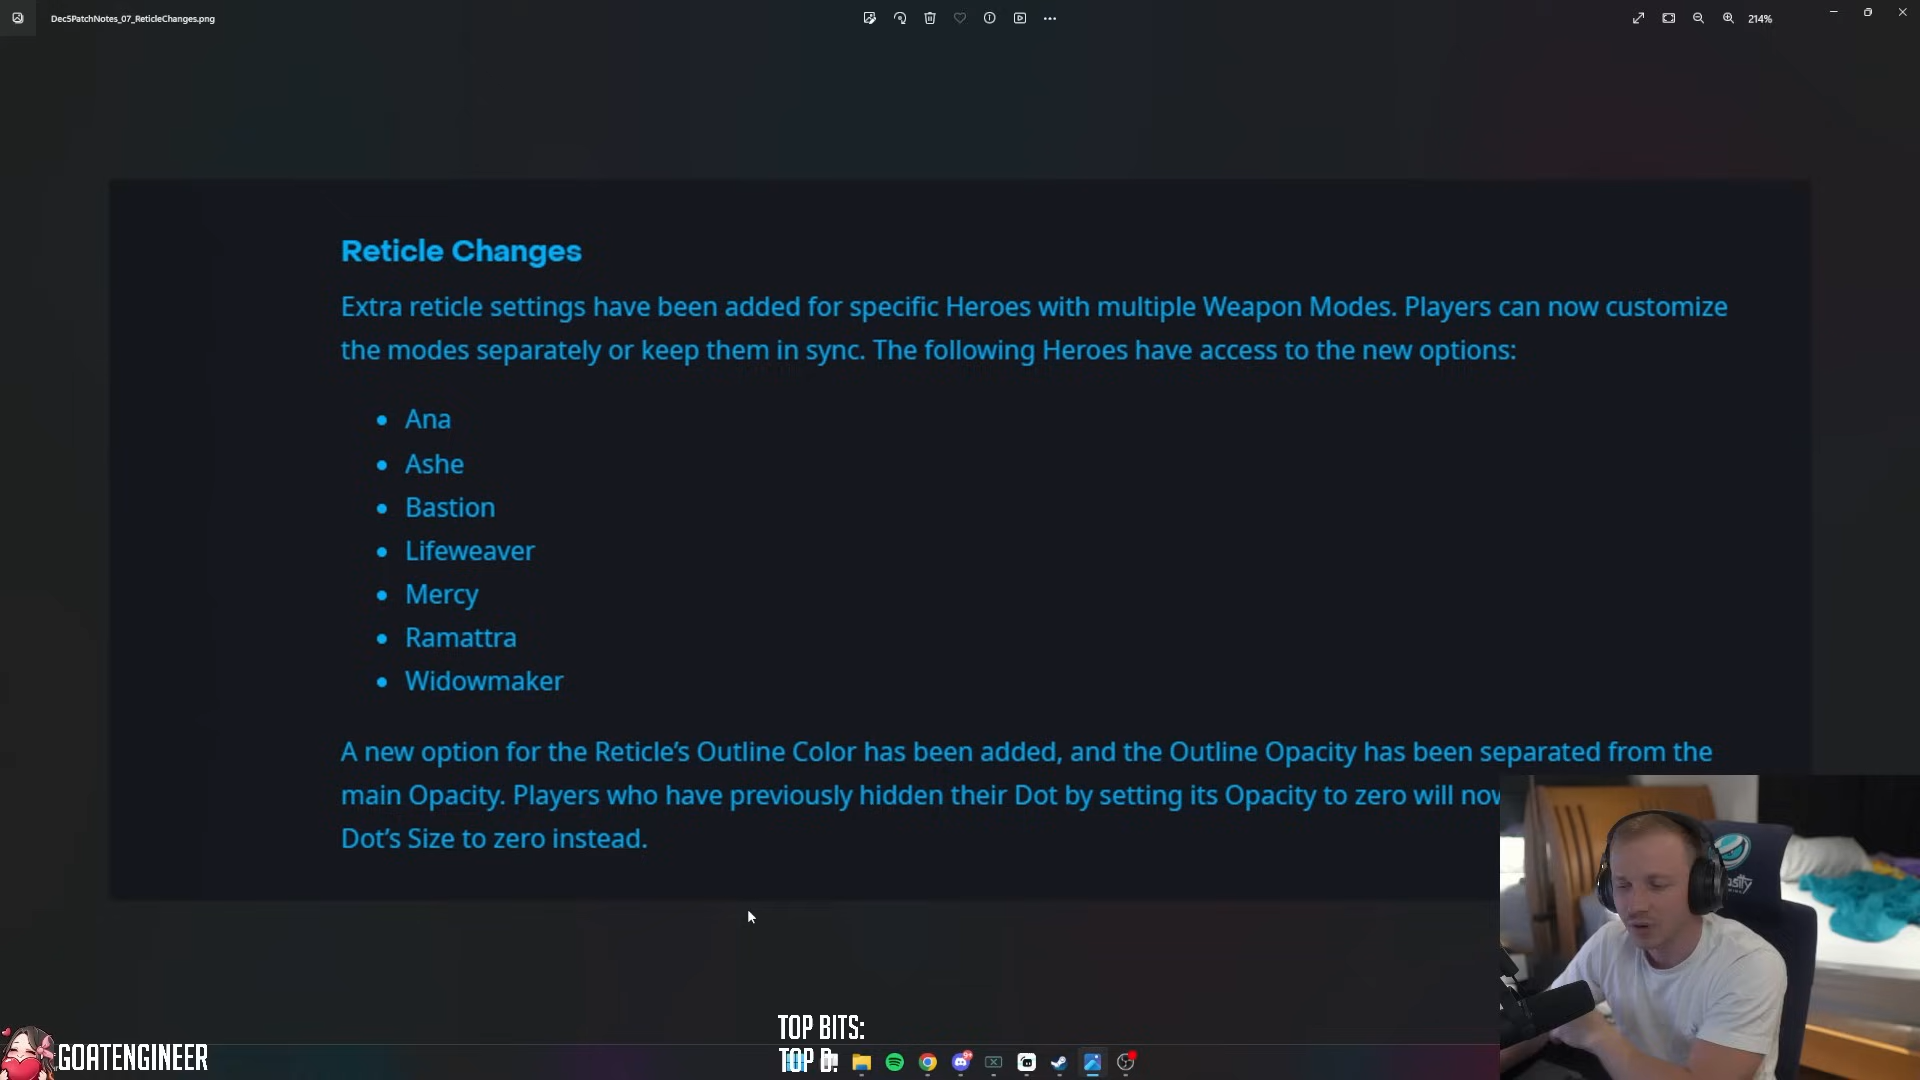 DecSPatchNotes_07_ReticleChanges.png
214%
Reticle Changes
Extra reticle settings have been added for specific Heroes with multiple Weapon Modes. Players can now customize
the modes separately or keep them in sync. The following Heroes have access to the new options:
• Ana
• Ashe
• Bastion
• Lifeweaver
• Mercy
• Ramattra
• Widowmaker
A new option for the Reticle’s Outline Color has been added, and the Outline Opacity has been separated from the
main Opacity. Players who have previously hidden their Dot by setting its Opacity to zero will now
Dot’s Size to zero instead.
TOP BITS:
TOP D:
GOATENGINEER